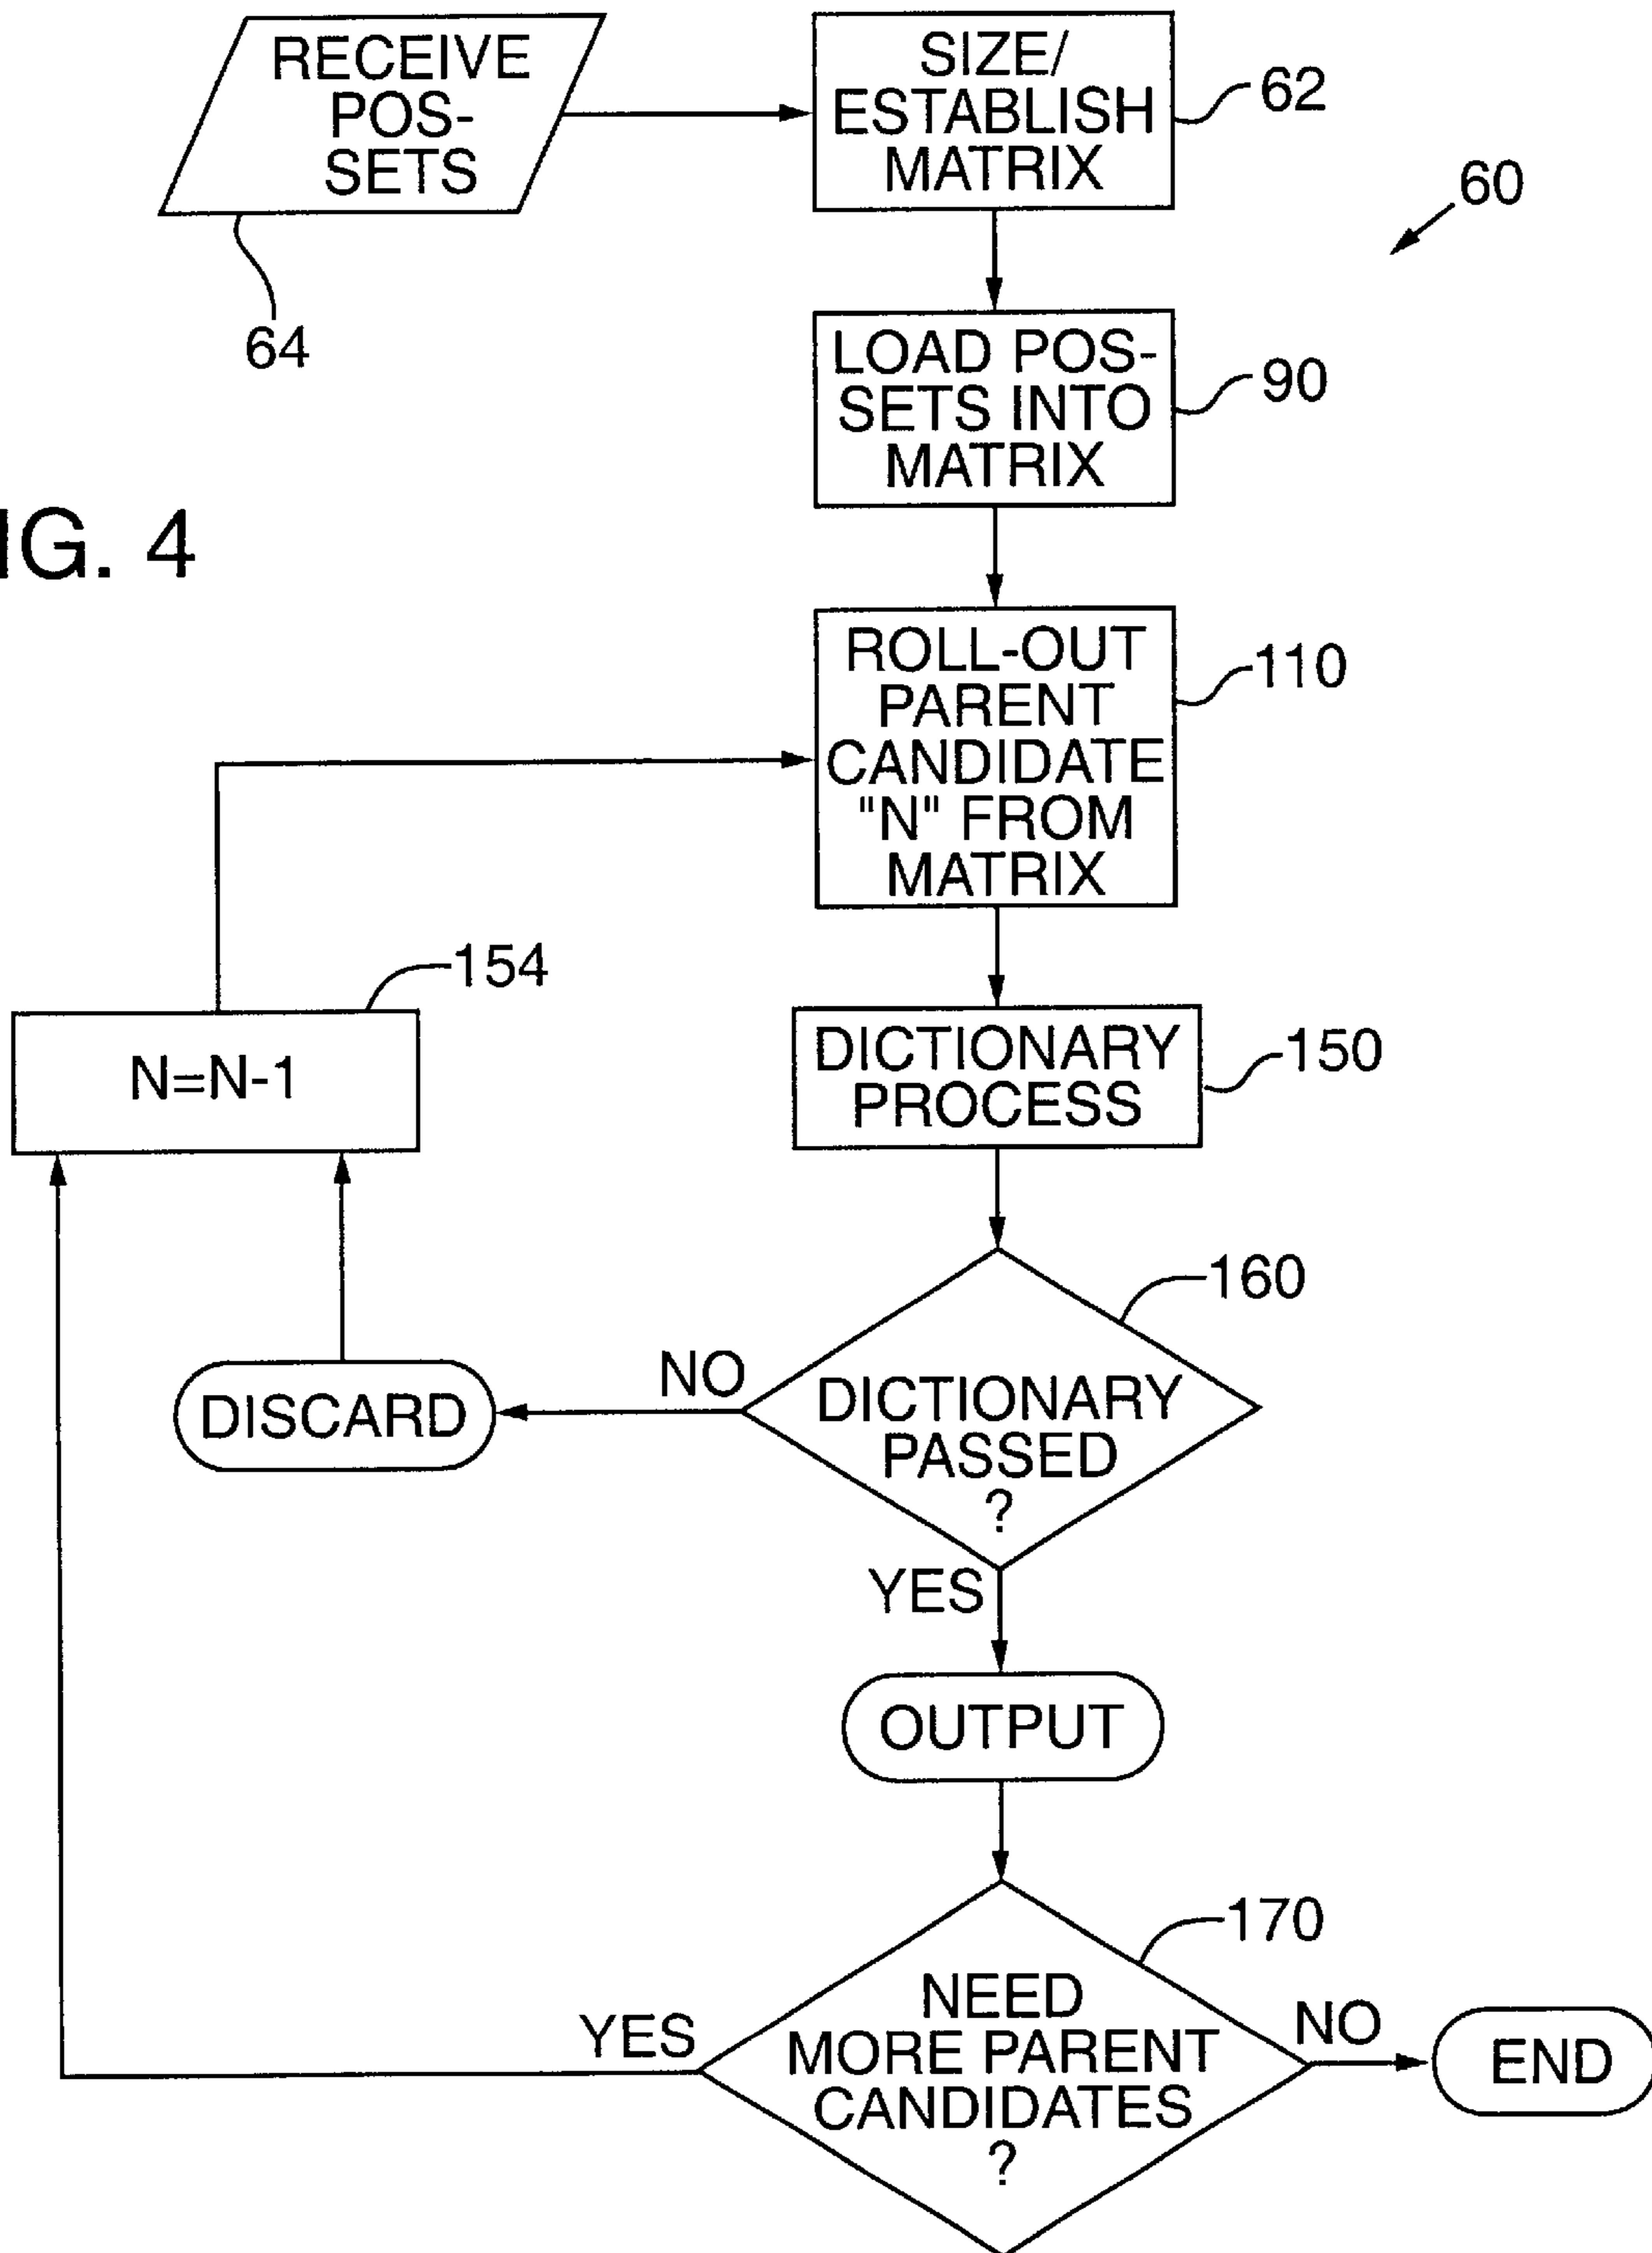 RECEIVE
POS-
SETS
64
SIZE/
ESTABLISH
MATRIX
62
60
LOAD POS-
SETS INTO
MATRIX
90
IG. 4
ROLL-OUT
PARENT
CANDIDATE
"N" FROM
MATRIX
110
154
N=N-1
DICTIONARY
PROCESS
150
160
DICTIONARY
PASSED
?
NO
DISCARD
YES
OUTPUT
170
NEED
MORE PARENT
CANDIDATES
?
YES
NO
END